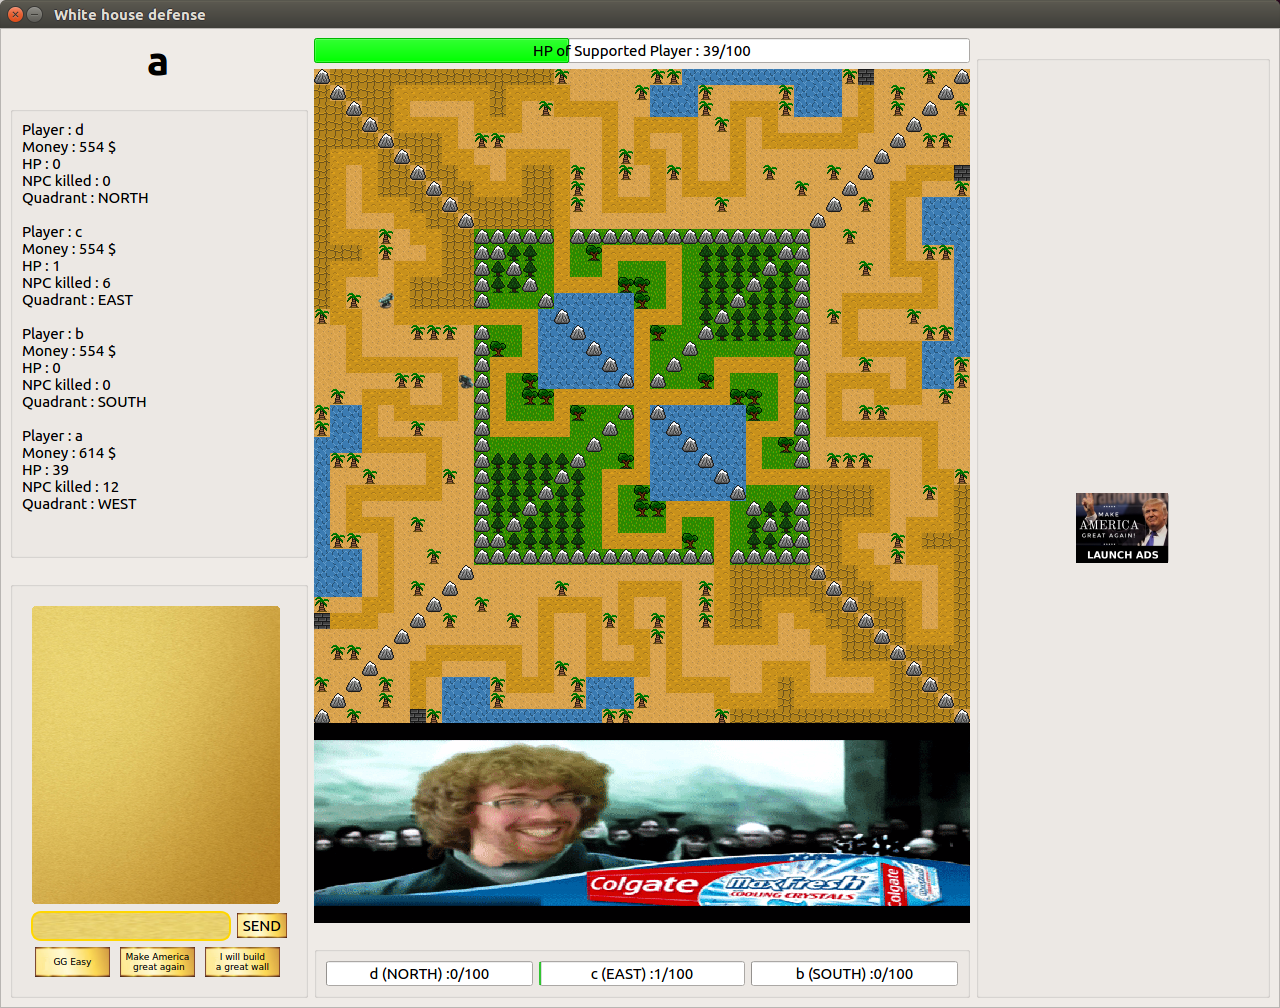 White house defense
a
HP of Supported Player : 39/100
Player : d
Money : 554 $
HP : 0
NPC killed : 0
Quadrant : NORTH
Player : c
Money : 554 $
HP : 1
NPC killed : 6
Quadrant : EAST
Player : b
Money : 554 $
HP : 0
NPC killed : 0
Quadrant : SOUTH
Player : a
Money : 614 $
HP : 39
NPC killed : 12
Quadrant : WEST
MAKE
AMERICA
GREAT AGAIN!
LAUNCH ADS
Colgate
MaxFresh
COOLING CRYSTALS
Colgate
SEND
GG Easy
Make America
great again
I will build
a great wall
d (NORTH) :0/100
c (EAST) :1/100
b (SOUTH) :0/100